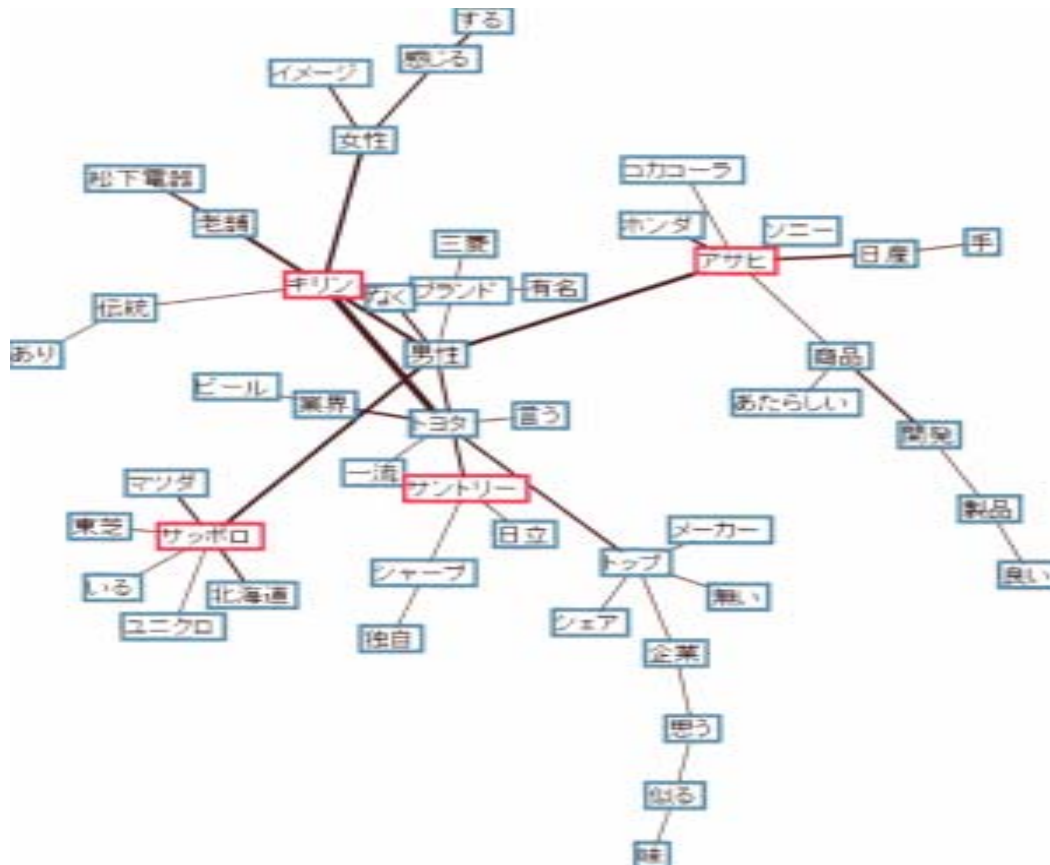 する
感じる
イメージ
女性
松下電器
老舗
コカコーラ
ホンダ
ソニー
アサヒ
日産
手
三菱
キリン
なく
ブランド
有名
伝統
あり
男性
商品
あたらしい
ビール
業界
トヨタ
言う
開発
一流
サントリー
マツダ
製品
東芝
サッポロ
日立
メーカー
トップ
シャープ
良い
いる
北海道
無い
ユニクロ
シェア
独自
企業
思う
似る
味